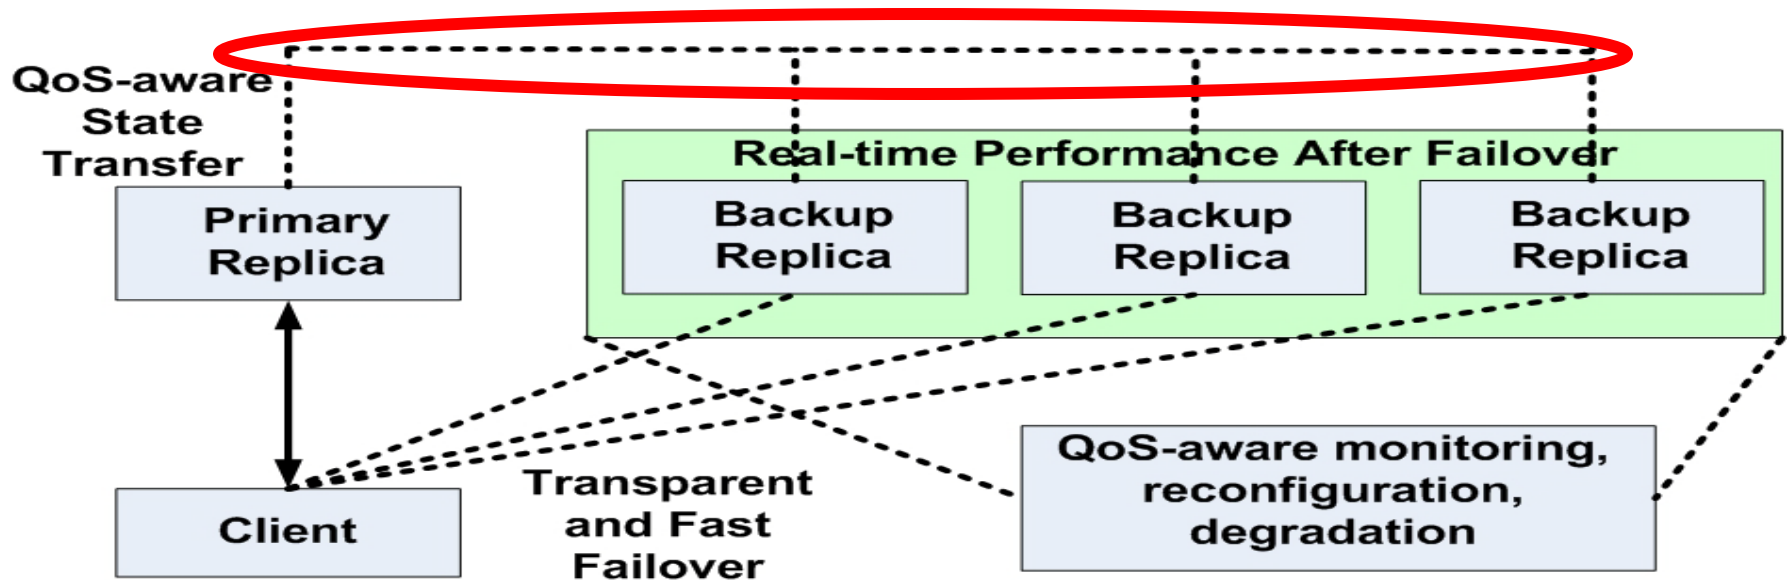 QoS-aware
State
Transfer
Real-time Performance After Failover
Primary
Replica
Backup
Replica
Backup
Replica
Backup
Replica
Client
Transparent
and Fast
Failover
QoS-aware monitoring,
reconfiguration,
degradation